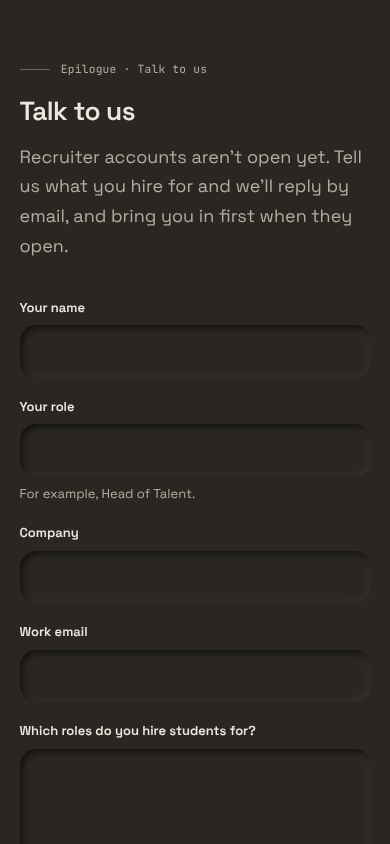 Epilogue · Talk to us
Talk to us
Recruiter accounts aren’t open yet. Tell
us what you hire for and we’ll reply by
email, and bring you in first when they
open.
Your name
Your role
For example, Head of Talent.
Company
Work email
Which roles do you hire students for?